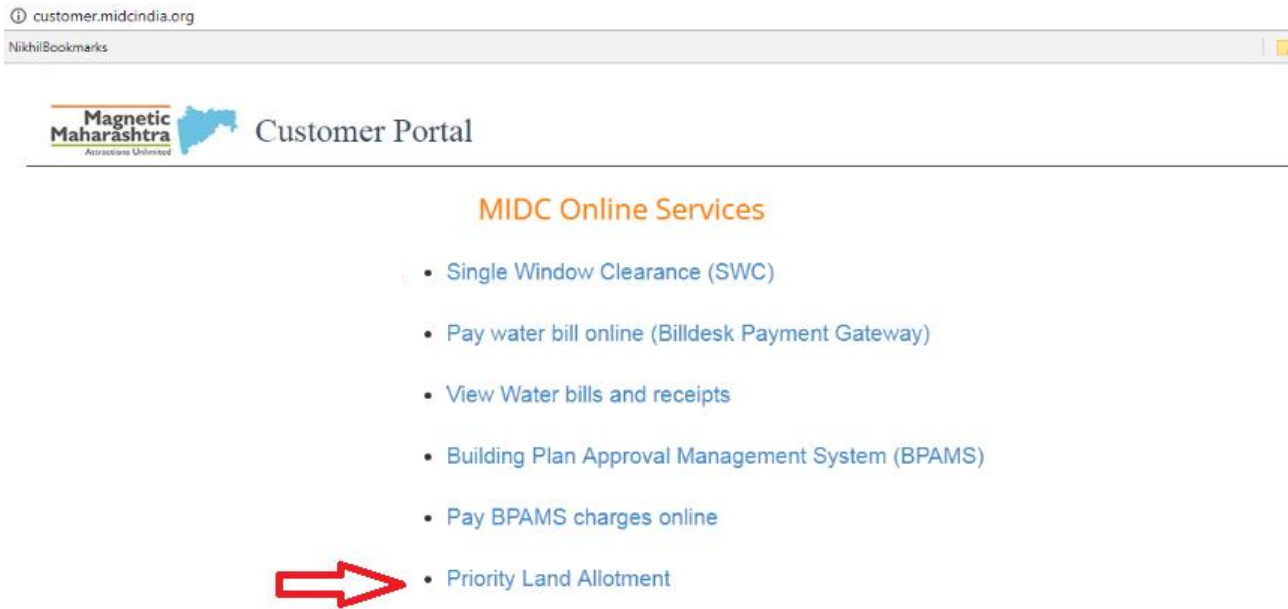 customer.midcindia.org
NikhilBookmarks
Magnetic
Maharashtra
Attractions Unlimited
Customer Portal
MIDC Online Services
• Single Window Clearance (SWC)
• Pay water bill online (Billdesk Payment Gateway)
• View Water bills and receipts
• Building Plan Approval Management System (BPAMS)
• Pay BPAMS charges online
• Priority Land Allotment